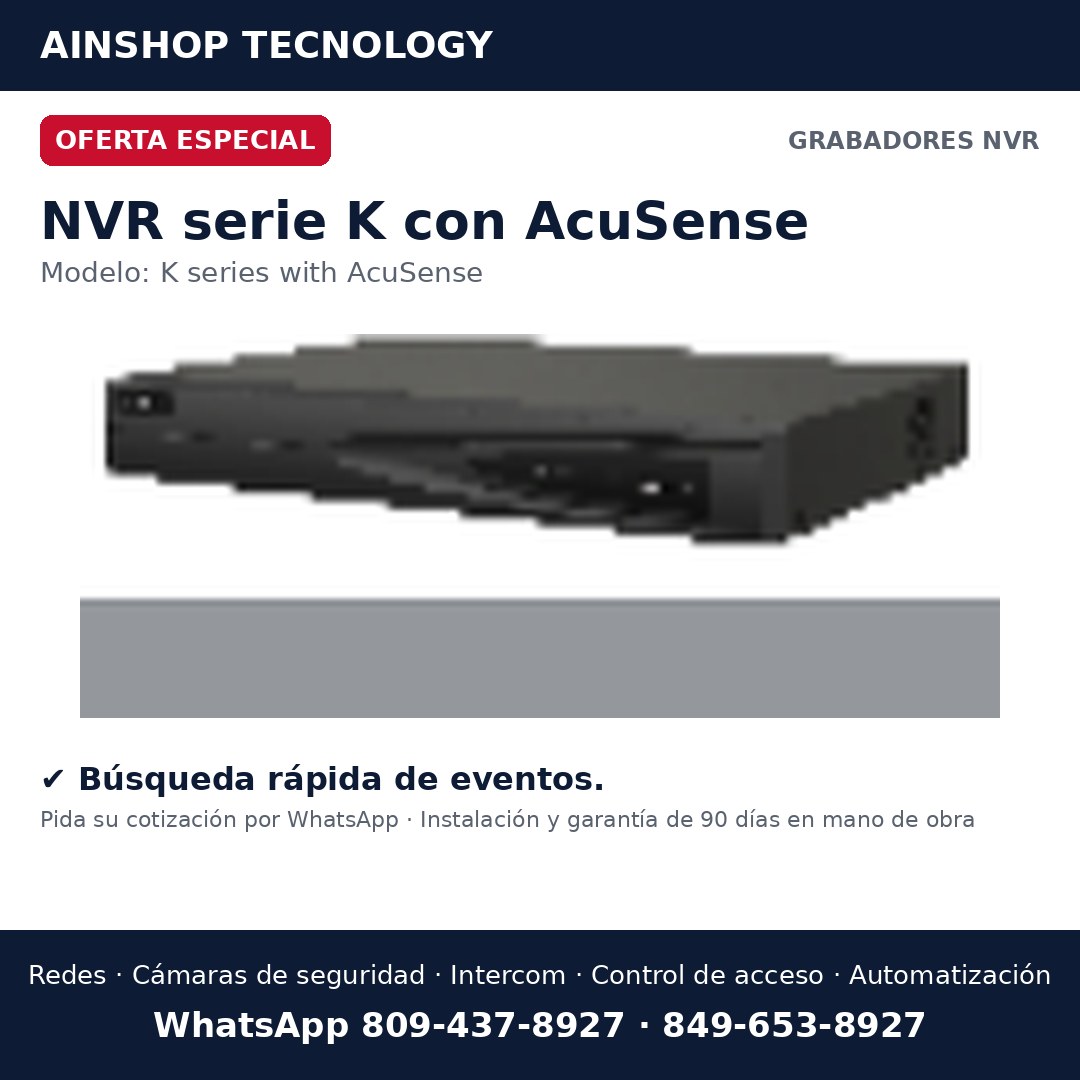 AINSHOP TECNOLOGY
OFERTA ESPECIAL
GRABADORES NVR
NVR serie K con AcuSense
Modelo: K series with AcuSense
✔ Búsqueda rápida de eventos.
Pida su cotización por WhatsApp · Instalación y garantía de 90 días en mano de obra
Redes · Cámaras de seguridad · Intercom · Control de acceso · Automatización
WhatsApp 809-437-8927 · 849-653-8927